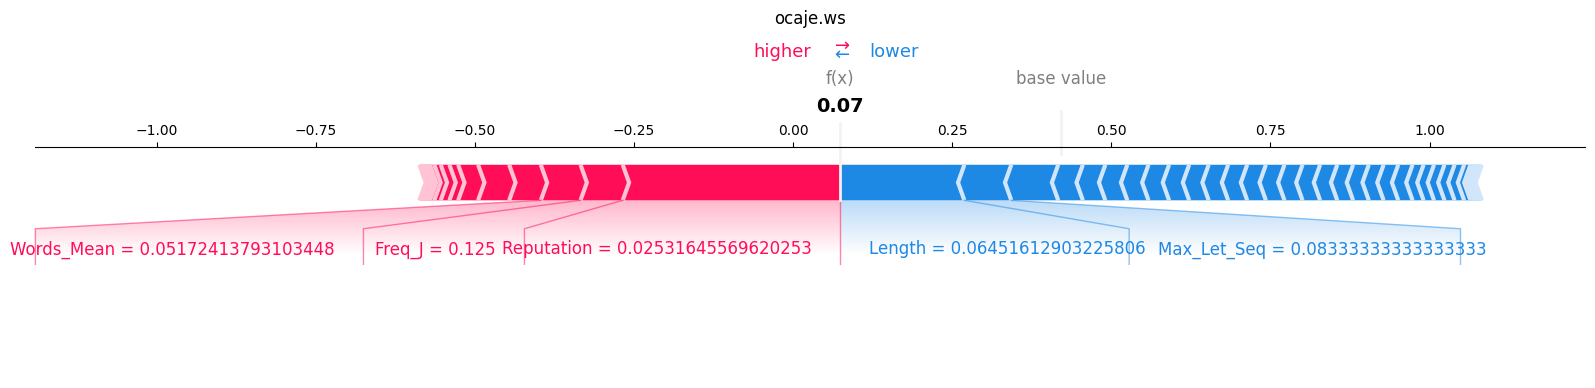 ocaje.ws
higher → ← lower
f(x) base value
0.07
−1.00 −0.75 −0.50 −0.25 0.00 0.25 0.50 0.75 1.00
Words_Mean = 0.05172413793103448 Freq_J = 0.125 Reputation = 0.02531645569620253 Length = 0.06451612903225806 Max_Let_Seq = 0.08333333333333333